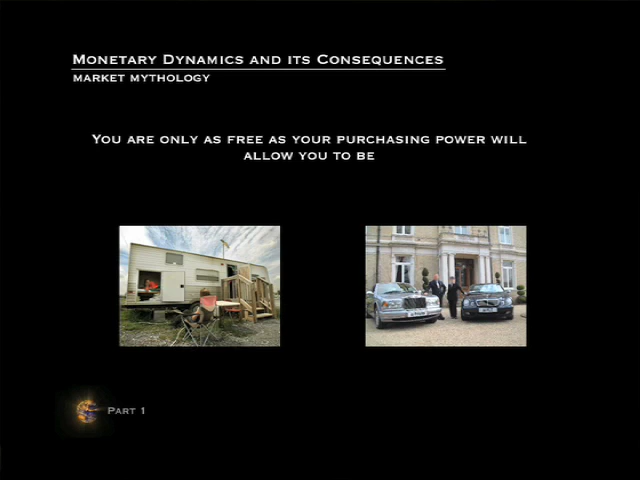 Monetary Dynamics and its Consequences
market mythology
You are only as free as your purchasing power will
allow you to be
Part 1